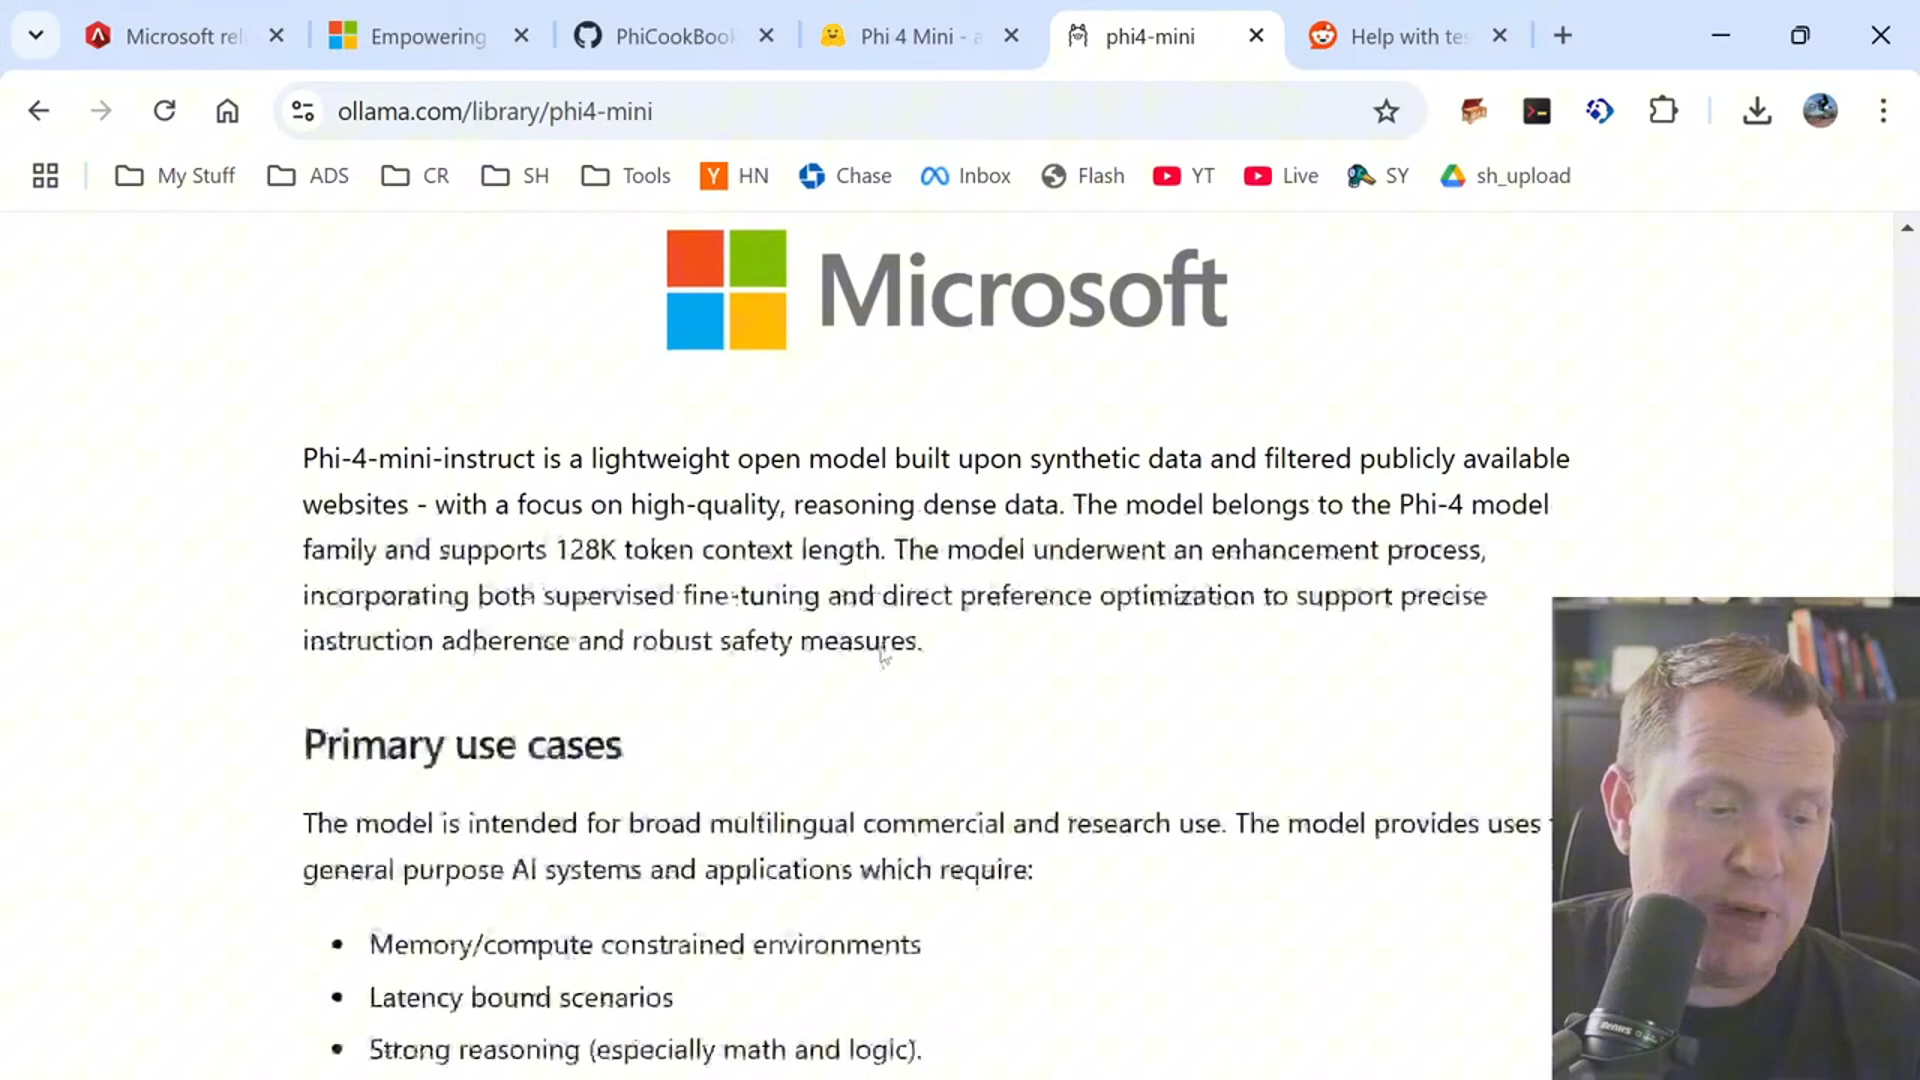 Microsoft rel
Empowering
PhiCookBook
Phi 4 Mini - a
phi4-mini
Help with tes
ollama.com/library/phi4-mini
My Stuff
ADS
CR
SH
Tools
Y
HN
Chase
Inbox
Flash
YT
Live
SY
sh_upload
Microsoft
Phi-4-mini-instruct is a lightweight open model built upon synthetic data and filtered publicly available
websites - with a focus on high-quality, reasoning dense data. The model belongs to the Phi-4 model
family and supports 128K token context length. The model underwent an enhancement process,
incorporating both supervised fine-tuning and direct preference optimization to support precise
instruction adherence and robust safety measures.
Primary use cases
The model is intended for broad multilingual commercial and research use. The model provides uses
general purpose AI systems and applications which require:
• Memory/compute constrained environments
• Latency bound scenarios
• Strong reasoning (especially math and logic).
SHURE